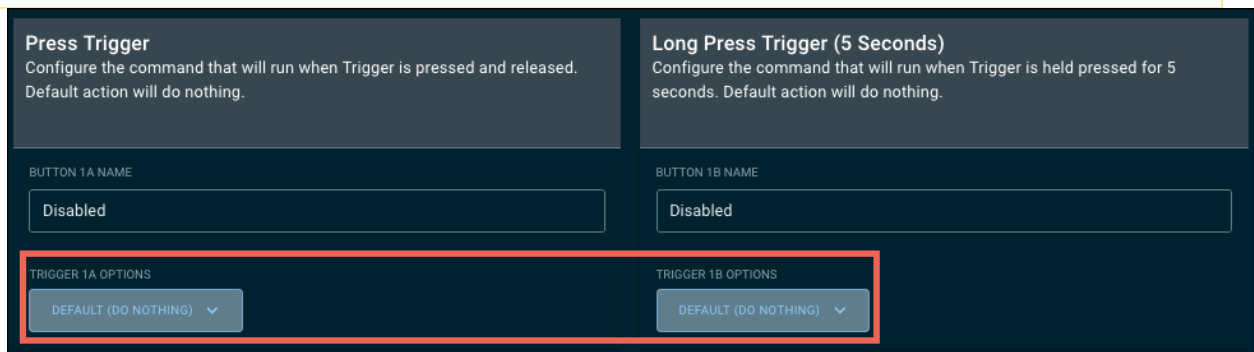 Press Trigger
Configure the command that will run when Trigger is pressed and released.
Default action will do nothing.
BUTTON 1A NAME
Disabled
TRIGGER 1A OPTIONS
DEFAULT (DO NOTHING)
Long Press Trigger (5 Seconds)
Configure the command that will run when Trigger is held pressed for 5
seconds. Default action will do nothing.
BUTTON 1B NAME
Disabled
TRIGGER 1B OPTIONS
DEFAULT (DO NOTHING)